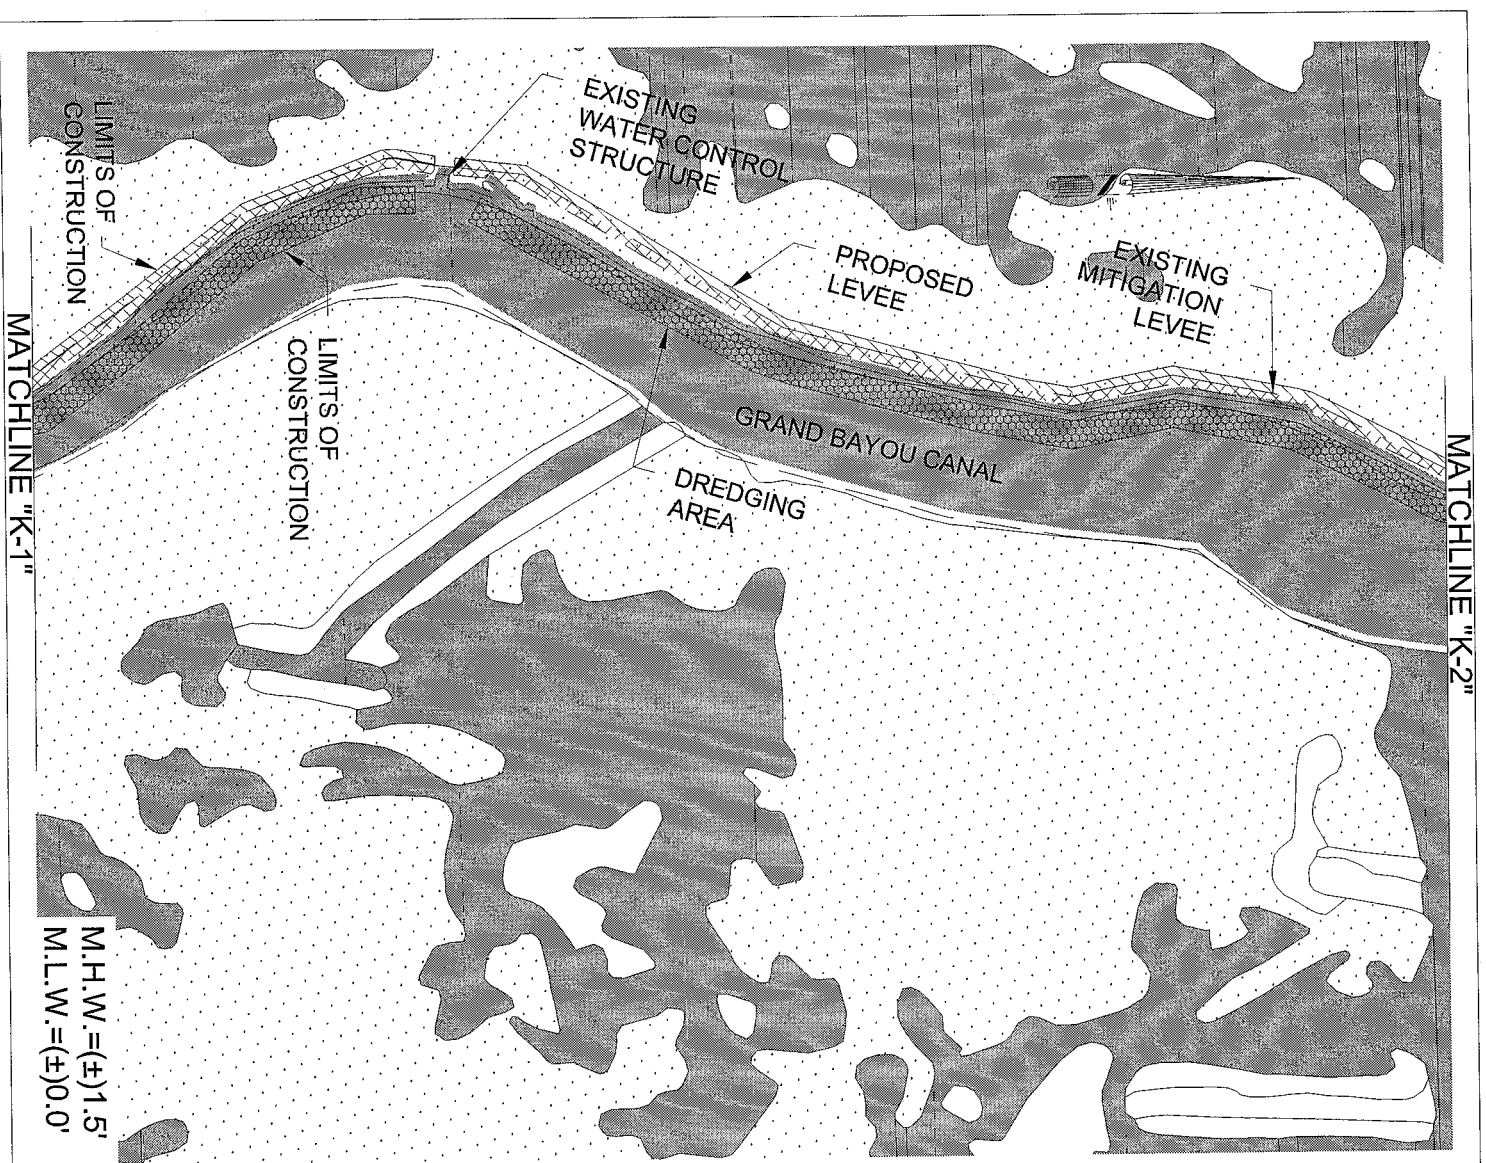 EXISTING
WATER CONTROL
STRUCTURE
LIMITS OF
CONSTRUCTION
PROPOSED
LEVEE
EXISTING
MITIGATION
LEVEE
LIMITS OF
CONSTRUCTION
GRAND BAYOU CANAL
DREDGING
AREA
MATCHLINE "K-1"
MATCHLINE "K-2"
M.H.W.=(±)1.5'
M.L.W.=(±)0.0'